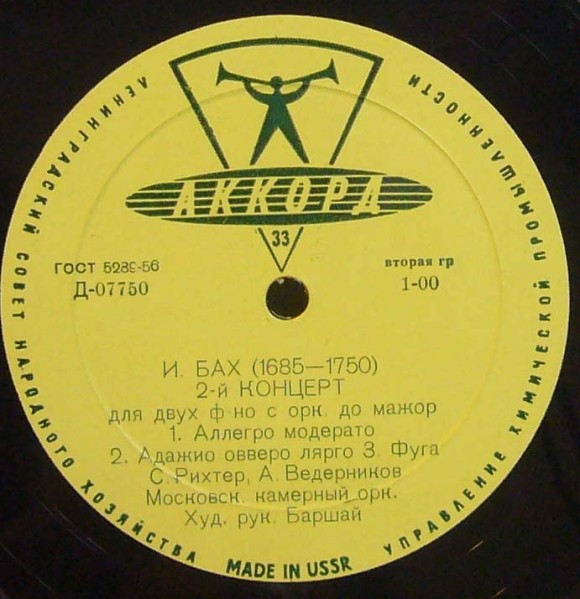 ЛЕНИНГРАДСКИЙ СОВЕТ НАРОДНОГО ХОЗЯЙСТВА
УПРАВЛЕНИЕ ХИМИЧЕСКОЙ ПРОМЫШЛЕННОСТИ
АККОРД
33
ГОСТ 5289-56
Д-07750
вторая гр
1-00
И. БАХ (1685—1750)
2-й КОНЦЕРТ
для двух ф-но с орк. до мажор
1. Аллегро модерато
2. Адажио овверо лярго 3. Фуга
С. Рихтер, А. Ведерников
Московск. камерный орк.
Худ. рук. Баршай
MADE IN USSR